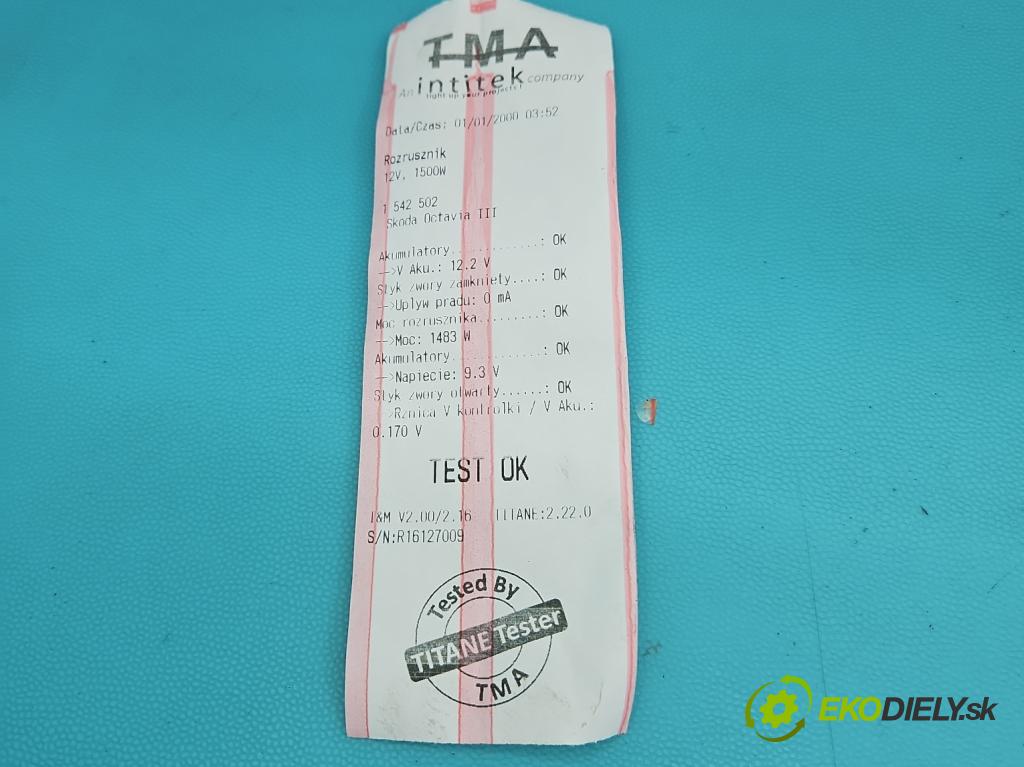 TMA
An intitek company
light up your projects !
Data/Czas: 01/01/2000 03:52
Rozrusznik
12V, 1500W
1 542 502
Skoda Octavia III
Akumulatory.............: OK
-->V Aku.: 12.2 V
Styk zwory zamkniety....: OK
-->Uplyw pradu: 0 mA
Moc rozrusznika.........: OK
-->Moc: 1483 W
Akumulatory.............: OK
-->Napiecie: 9.3 V
Styk zwory otwarty......: OK
-->Rznica V kontrolki / V Aku.:
0.170 V
TEST OK
I&M V2.00/2.16 TITANE:2.22.0
S/N:R16127009
Tested By
TITANE Tester
TMA
EKODIELY.sk